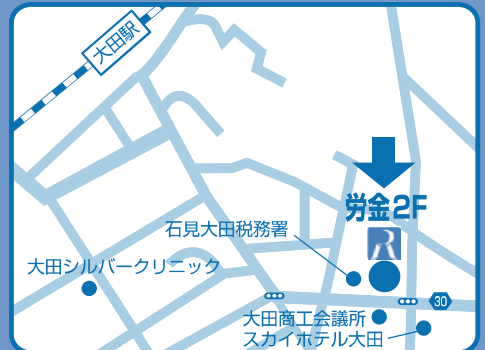 大田駅
労金2F
R
石見大田税務署
大田シルバークリニック
30
大田商工会議所
スカイホテル大田